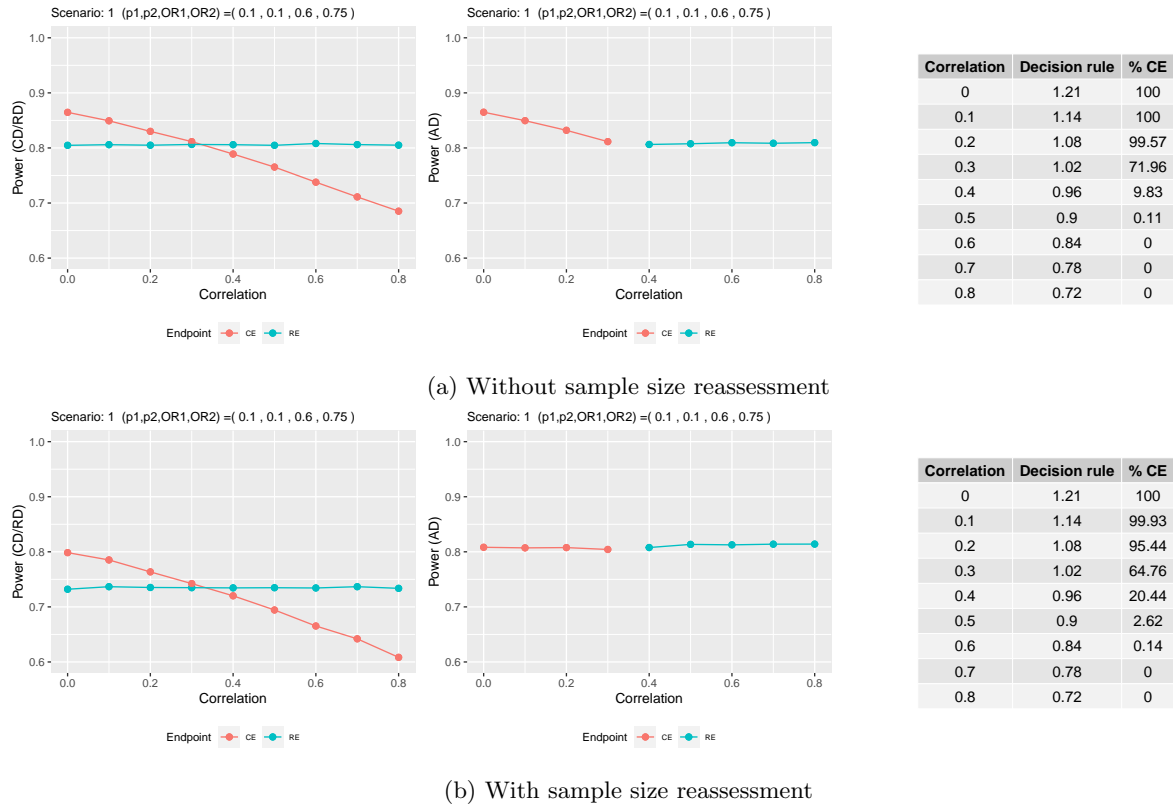 Scenario: 1 (p1,p2,OR1,OR2) =( 0.1 , 0.1 , 0.6 , 0.75 )
1.0
0.9
0.8
0.7
0.6
Power (CD/RD)
0.0 0.2 0.4 0.6 0.8
Correlation
Endpoint CE RE
Scenario: 1 (p1,p2,OR1,OR2) =( 0.1 , 0.1 , 0.6 , 0.75 )
1.0
0.9
0.8
0.7
0.6
Power (AD)
0.0 0.2 0.4 0.6 0.8
Correlation
Endpoint CE RE
Correlation Decision rule % CE
0 1.21 100
0.1 1.14 100
0.2 1.08 99.57
0.3 1.02 71.96
0.4 0.96 9.83
0.5 0.9 0.11
0.6 0.84 0
0.7 0.78 0
0.8 0.72 0
(a) Without sample size reassessment
Scenario: 1 (p1,p2,OR1,OR2) =( 0.1 , 0.1 , 0.6 , 0.75 )
1.0
0.9
0.8
0.7
0.6
Power (CD/RD)
0.0 0.2 0.4 0.6 0.8
Correlation
Endpoint CE RE
Scenario: 1 (p1,p2,OR1,OR2) =( 0.1 , 0.1 , 0.6 , 0.75 )
1.0
0.9
0.8
0.7
0.6
Power (AD)
0.0 0.2 0.4 0.6 0.8
Correlation
Endpoint CE RE
Correlation Decision rule % CE
0 1.21 100
0.1 1.14 99.93
0.2 1.08 95.44
0.3 1.02 64.76
0.4 0.96 20.44
0.5 0.9 2.62
0.6 0.84 0.14
0.7 0.78 0
0.8 0.72 0
(b) With sample size reassessment